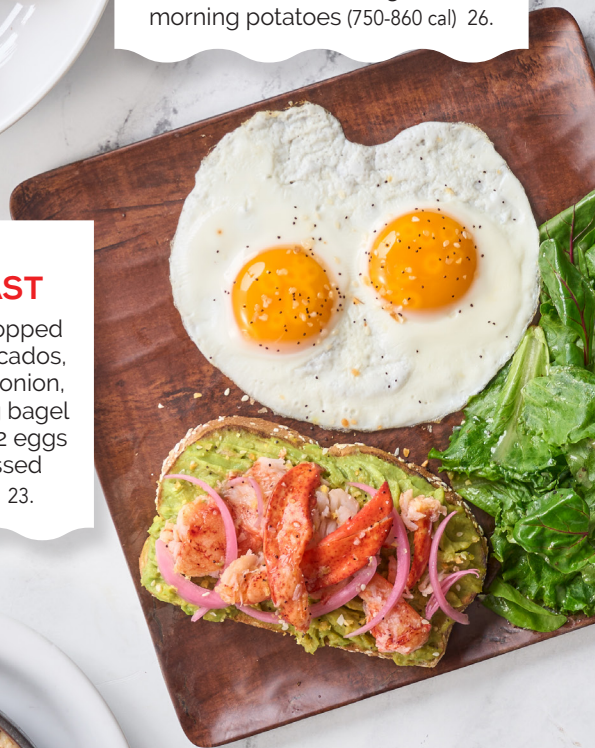 morning potatoes (750-860 cal) 26.
AST
opped
cados,
onion,
bagel
2 eggs
ssed
23.